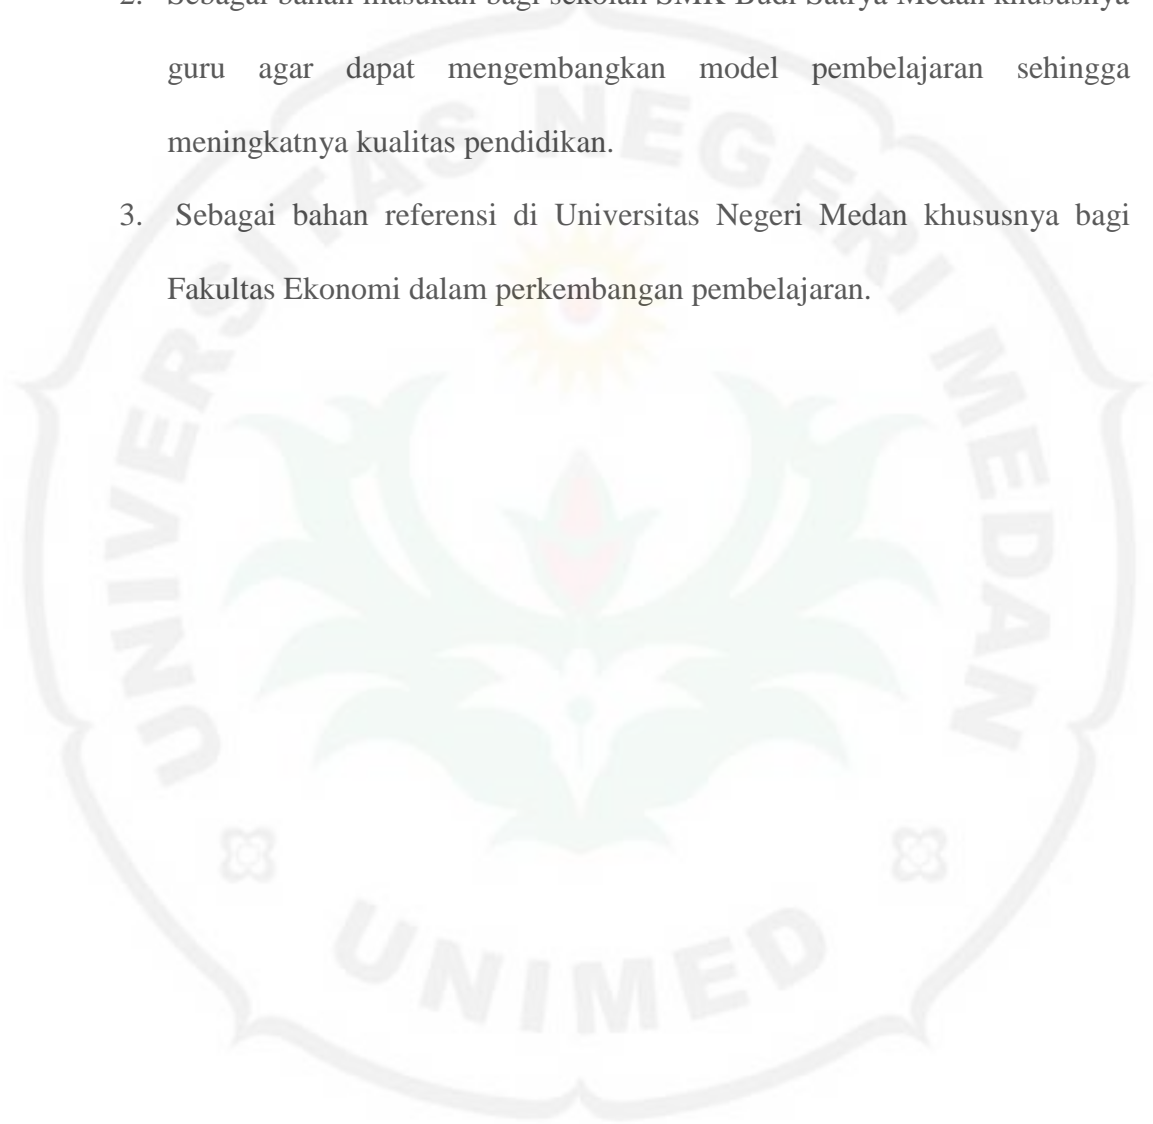 2. Sebagai bahan masukan bagi sekolah SMK Budi Satrya Medan khususnya
guru agar dapat mengembangkan model pembelajaran sehingga
meningkatnya kualitas pendidikan.
3. Sebagai bahan referensi di Universitas Negeri Medan khususnya bagi
Fakultas Ekonomi dalam perkembangan pembelajaran.
UNIVERSITAS NEGERI MEDAN
UNIMED